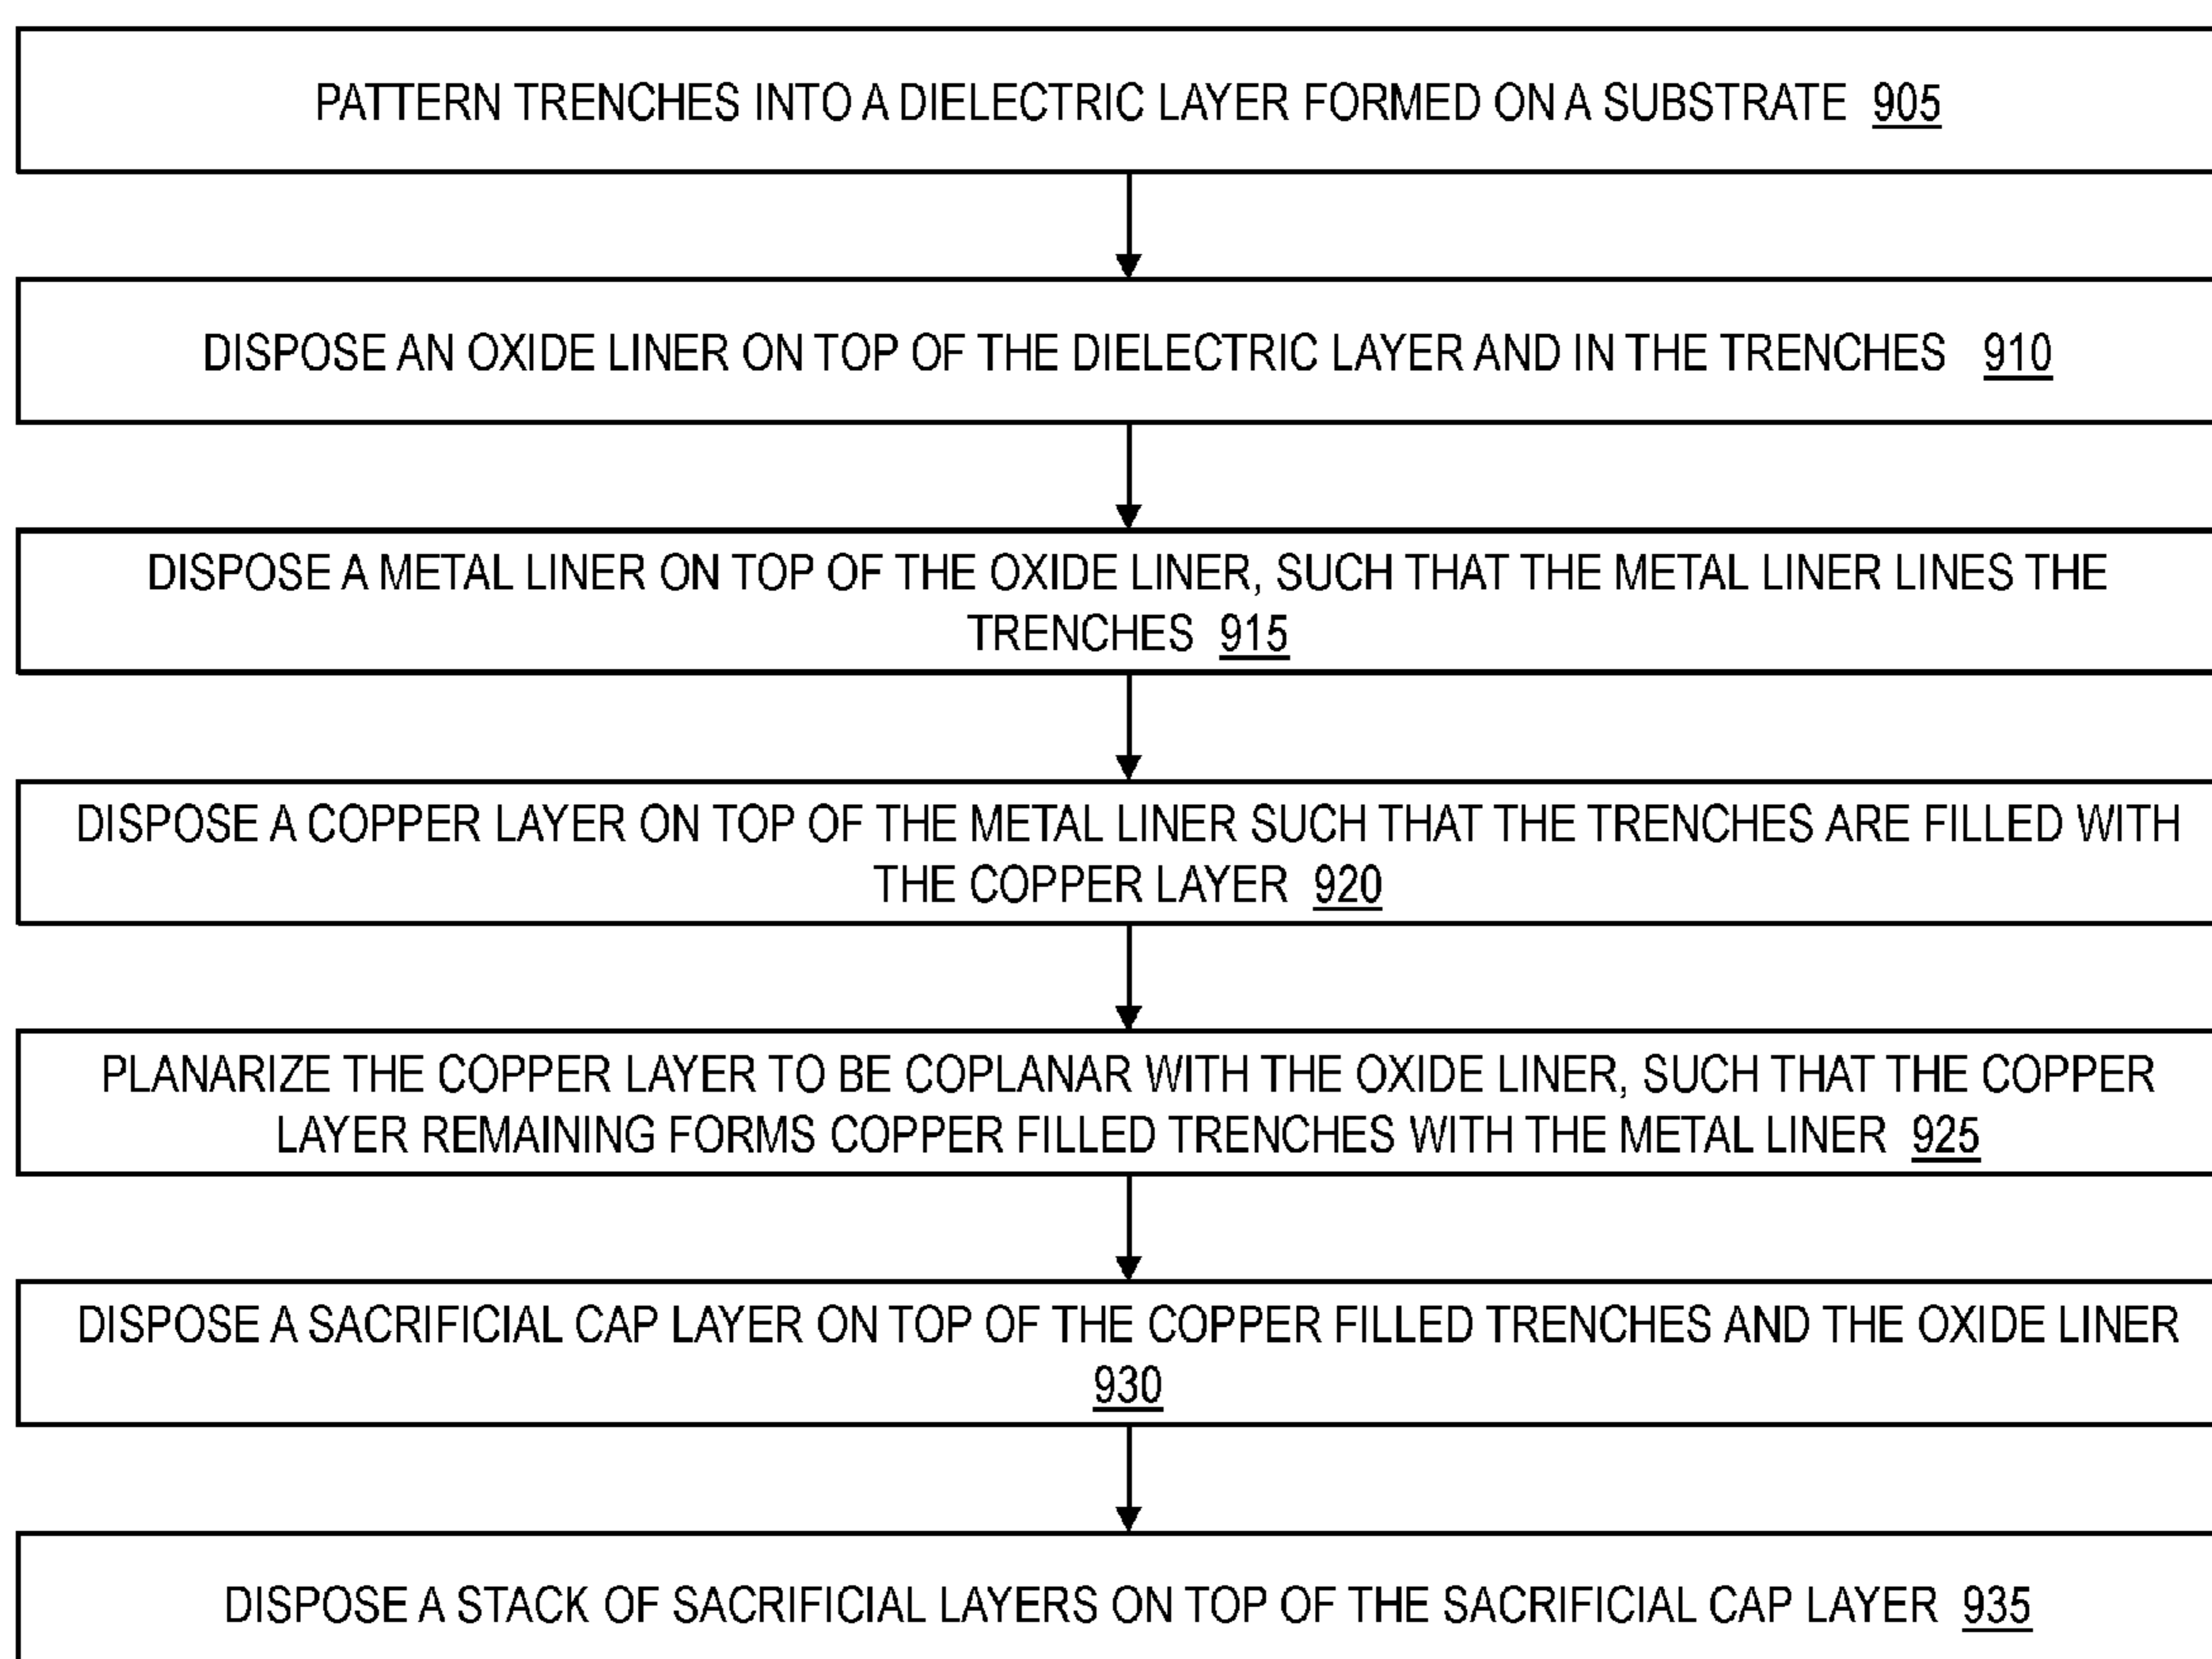 PATTERN TRENCHES INTO A DIELECTRIC LAYER FORMED ON A SUBSTRATE 905
DISPOSE AN OXIDE LINER ON TOP OF THE DIELECTRIC LAYER AND IN THE TRENCHES 910
DISPOSE A METAL LINER ON TOP OF THE OXIDE LINER, SUCH THAT THE METAL LINER LINES THE
TRENCHES 915
DISPOSE A COPPER LAYER ON TOP OF THE METAL LINER SUCH THAT THE TRENCHES ARE FILLED WITH
THE COPPER LAYER 920
PLANARIZE THE COPPER LAYER TO BE COPLANAR WITH THE OXIDE LINER, SUCH THAT THE COPPER
LAYER REMAINING FORMS COPPER FILLED TRENCHES WITH THE METAL LINER 925
DISPOSE A SACRIFICIAL CAP LAYER ON TOP OF THE COPPER FILLED TRENCHES AND THE OXIDE LINER
930
DISPOSE A STACK OF SACRIFICIAL LAYERS ON TOP OF THE SACRIFICIAL CAP LAYER 935